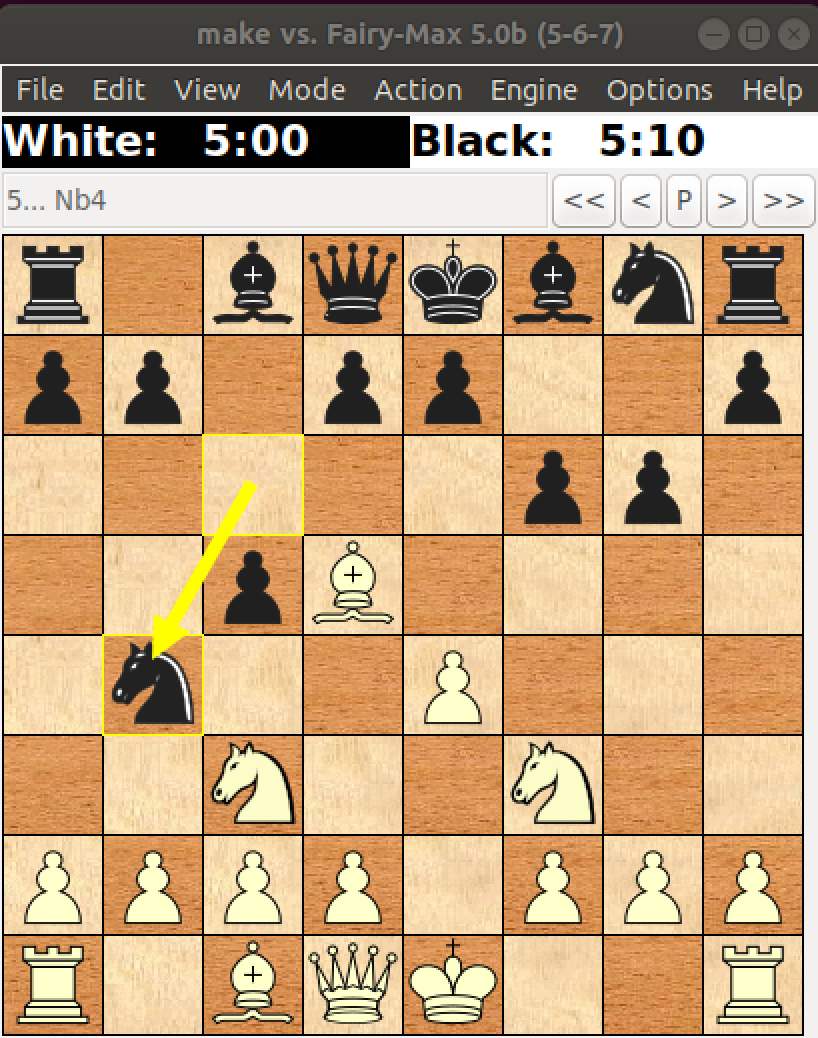 make vs. Fairy-Max 5.0b (5-6-7)
File Edit View Mode Action Engine Options Help
White: 5:00 Black: 5:10
5... Nb4 << < P > >>